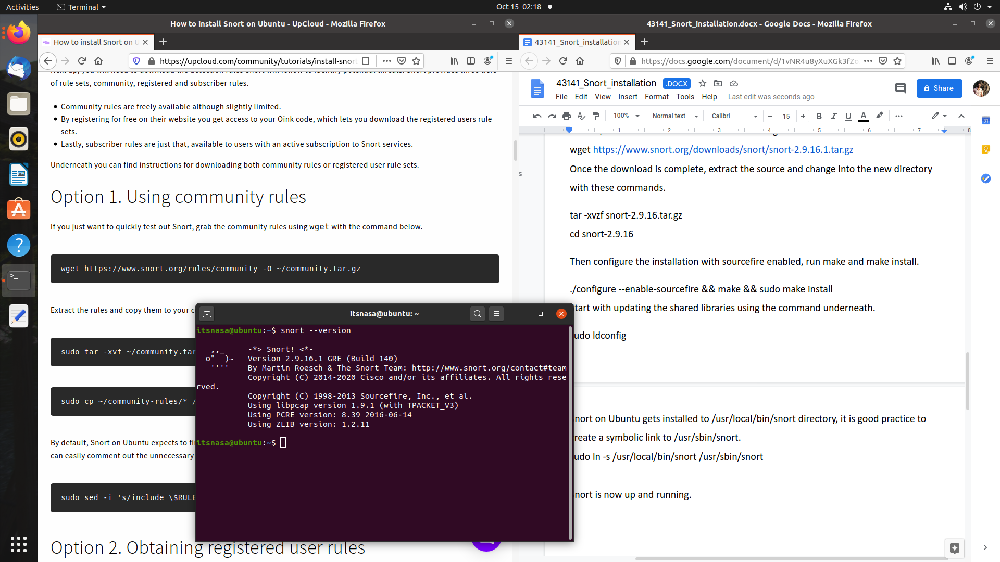 Activities
Terminal
Oct 15 02:18
How to install Snort on Ubuntu - UpCloud - Mozilla Firefox
How to install Snort on U
https://upcloud.com/community/tutorials/install-snort
of rule sets, community, registered and subscriber rules.
Community rules are freely available although slightly limited.
By registering for free on their website you get access to your Oink code, which lets you download the registered users rule
sets.
Lastly, subscriber rules are just that, available to users with an active subscription to Snort services.
Underneath you can find instructions for downloading both community rules or registered user rule sets.
Option 1. Using community rules
If you just want to quickly test out Snort, grab the community rules using wget with the command below.
wget https://www.snort.org/rules/community -O ~/community.tar.gz
Extract the rules and copy them to your c
sudo tar -xvf ~/community.tar
sudo cp ~/community-rules/* /
By default, Snort on Ubuntu expects to fi
can easily comment out the unnecessary
sudo sed -i 's/include \$RULE
Option 2. Obtaining registered user rules
43141_Snort_installation.docx - Google Docs - Mozilla Firefox
43141_Snort_installation
https://docs.google.com/document/d/1vNR4u8yXuXGk3fZo
43141_Snort_installation
.DOCX
File Edit View Insert Format Tools Help Last edit was seconds ago
Share
100% Normal text Calibri 15 B I U A
1 2 3 4 5 6 7 8
31
wget https://www.snort.org/downloads/snort/snort-2.9.16.1.tar.gz
Once the download is complete, extract the source and change into the new directory
with these commands.
s
tar -xvzf snort-2.9.16.tar.gz
cd snort-2.9.16
Then configure the installation with sourcefire enabled, run make and make install.
./configure --enable-sourcefire && make && sudo make install
tart with updating the shared libraries using the command underneath.
udo ldconfig
nort on Ubuntu gets installed to /usr/local/bin/snort directory, it is good practice to
reate a symbolic link to /usr/sbin/snort.
udo ln -s /usr/local/bin/snort /usr/sbin/snort
nort is now up and running.
itsnasa@ubuntu: ~
itsnasa@ubuntu:~$ snort --version
   ,,_     -*> Snort! <*-
  o"  )~   Version 2.9.16.1 GRE (Build 140)
   ''''    By Martin Roesch & The Snort Team: http://www.snort.org/contact#team
           Copyright (C) 2014-2020 Cisco and/or its affiliates. All rights rese
rved.
           Copyright (C) 1998-2013 Sourcefire, Inc., et al.
           Using libpcap version 1.9.1 (with TPACKET_V3)
           Using PCRE version: 8.39 2016-06-14
           Using ZLIB version: 1.2.11
itsnasa@ubuntu:~$